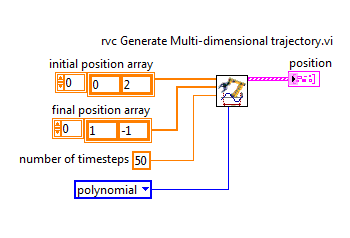 rvc Generate Multi-dimensional trajectory.vi
initial position array
position
0 0 2
final position array
0 1 -1
number of timesteps 50
polynomial